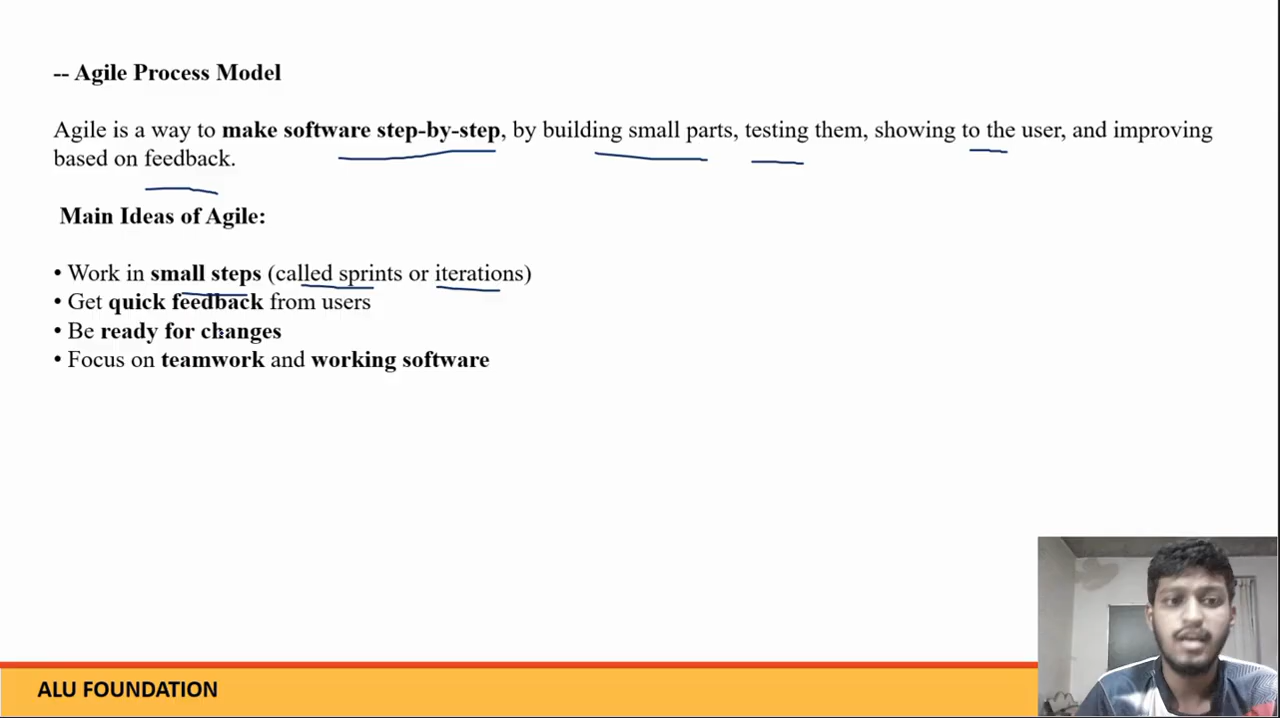 -- Agile Process Model
Agile is a way to make software step-by-step, by building small parts, testing them, showing to the user, and improving
based on feedback.
Main Ideas of Agile:
• Work in small steps (called sprints or iterations)
• Get quick feedback from users
• Be ready for changes
• Focus on teamwork and working software
ALU FOUNDATION